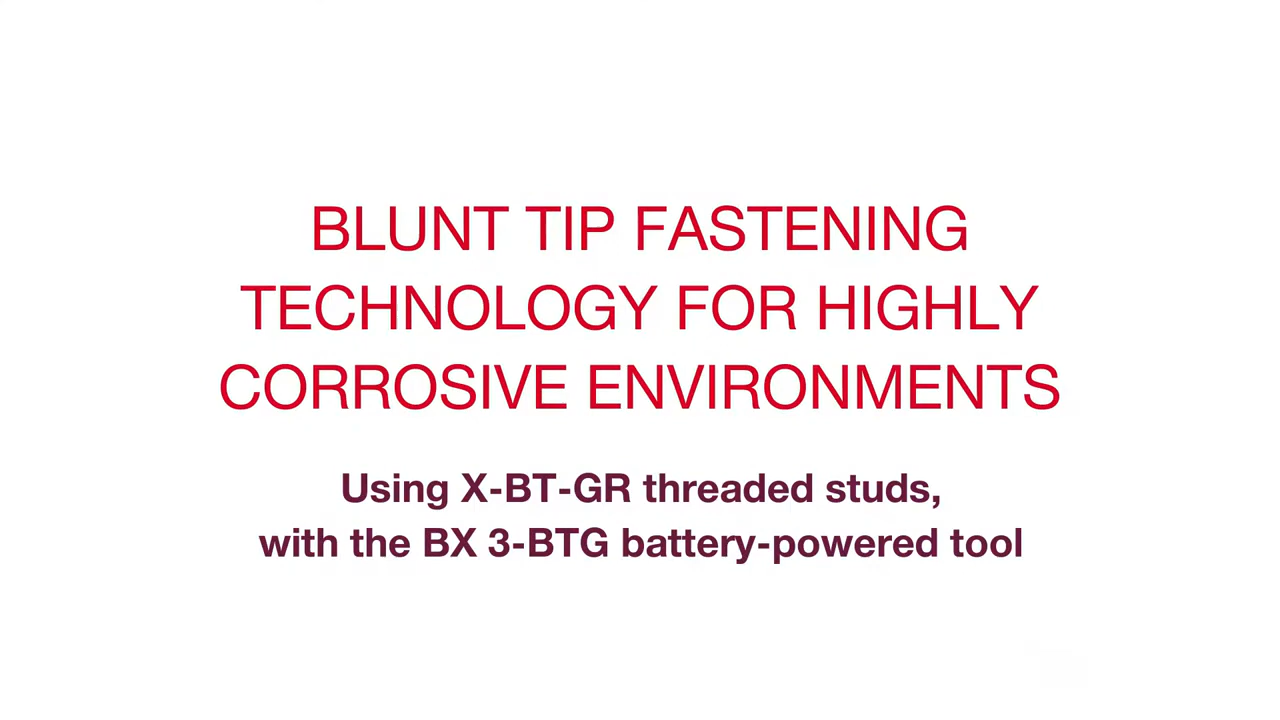 BLUNT TIP FASTENING
TECHNOLOGY FOR HIGHLY
CORROSIVE ENVIRONMENTS
Using X-BT-GR threaded studs,
with the BX 3-BTG battery-powered tool